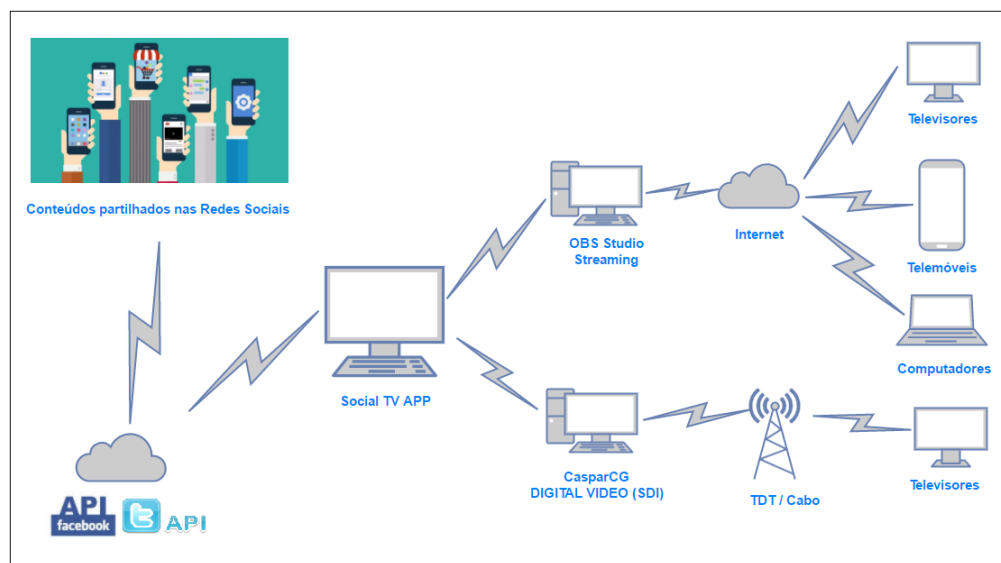 Conteúdos partilhados nas Redes Sociais
API
facebook
API
Social TV APP
OBS Studio
Streaming
Internet
Televisores
Telemóveis
Computadores
CasparCG
DIGITAL VIDEO (SDI)
TDT / Cabo
Televisores